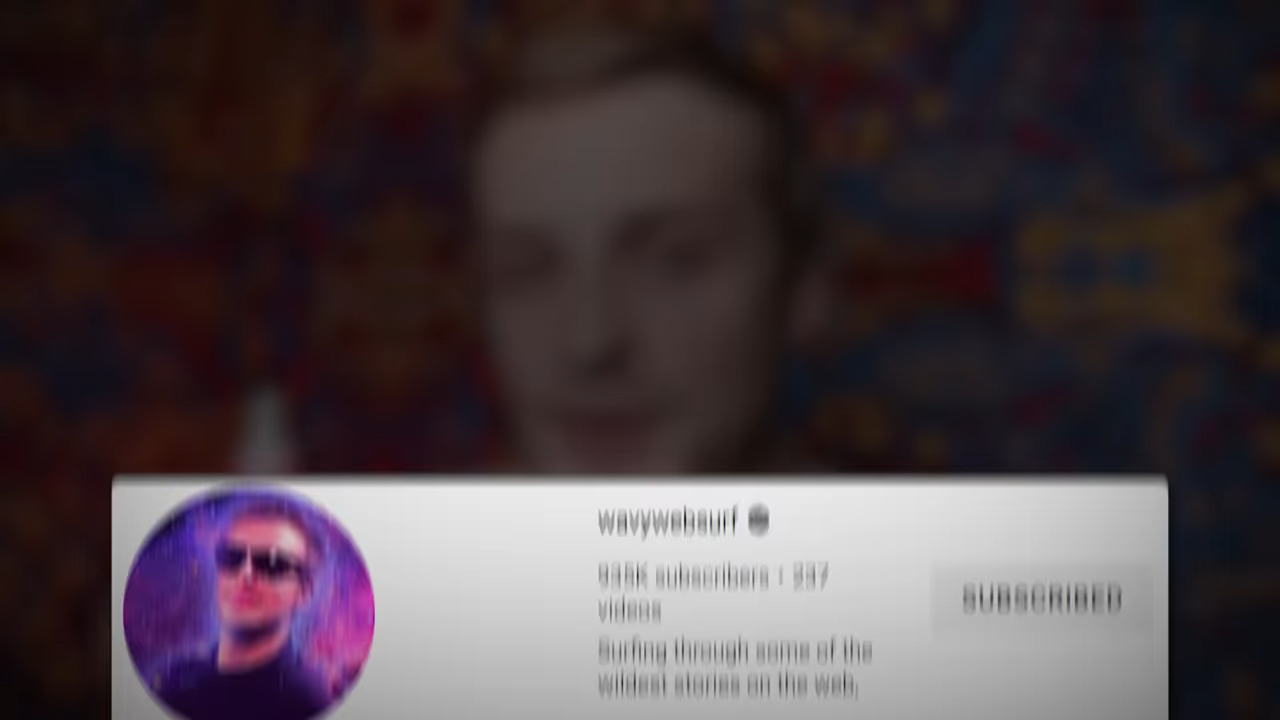 wavywebsurf
subscribers
videos
Surfing through some of the
wildest stories on the web,
SUBSCRIBED